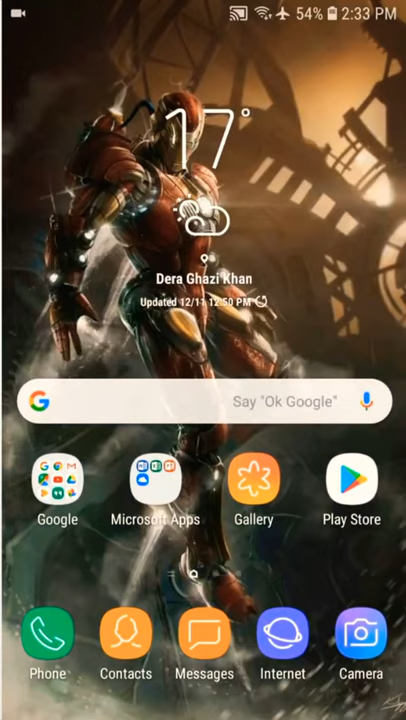 54% 2:33 PM
17°
Dera Ghazi Khan
Updated 12/11 12:50 PM
Say "Ok Google"
Google Microsoft Apps Gallery Play Store
Phone Contacts Messages Internet Camera